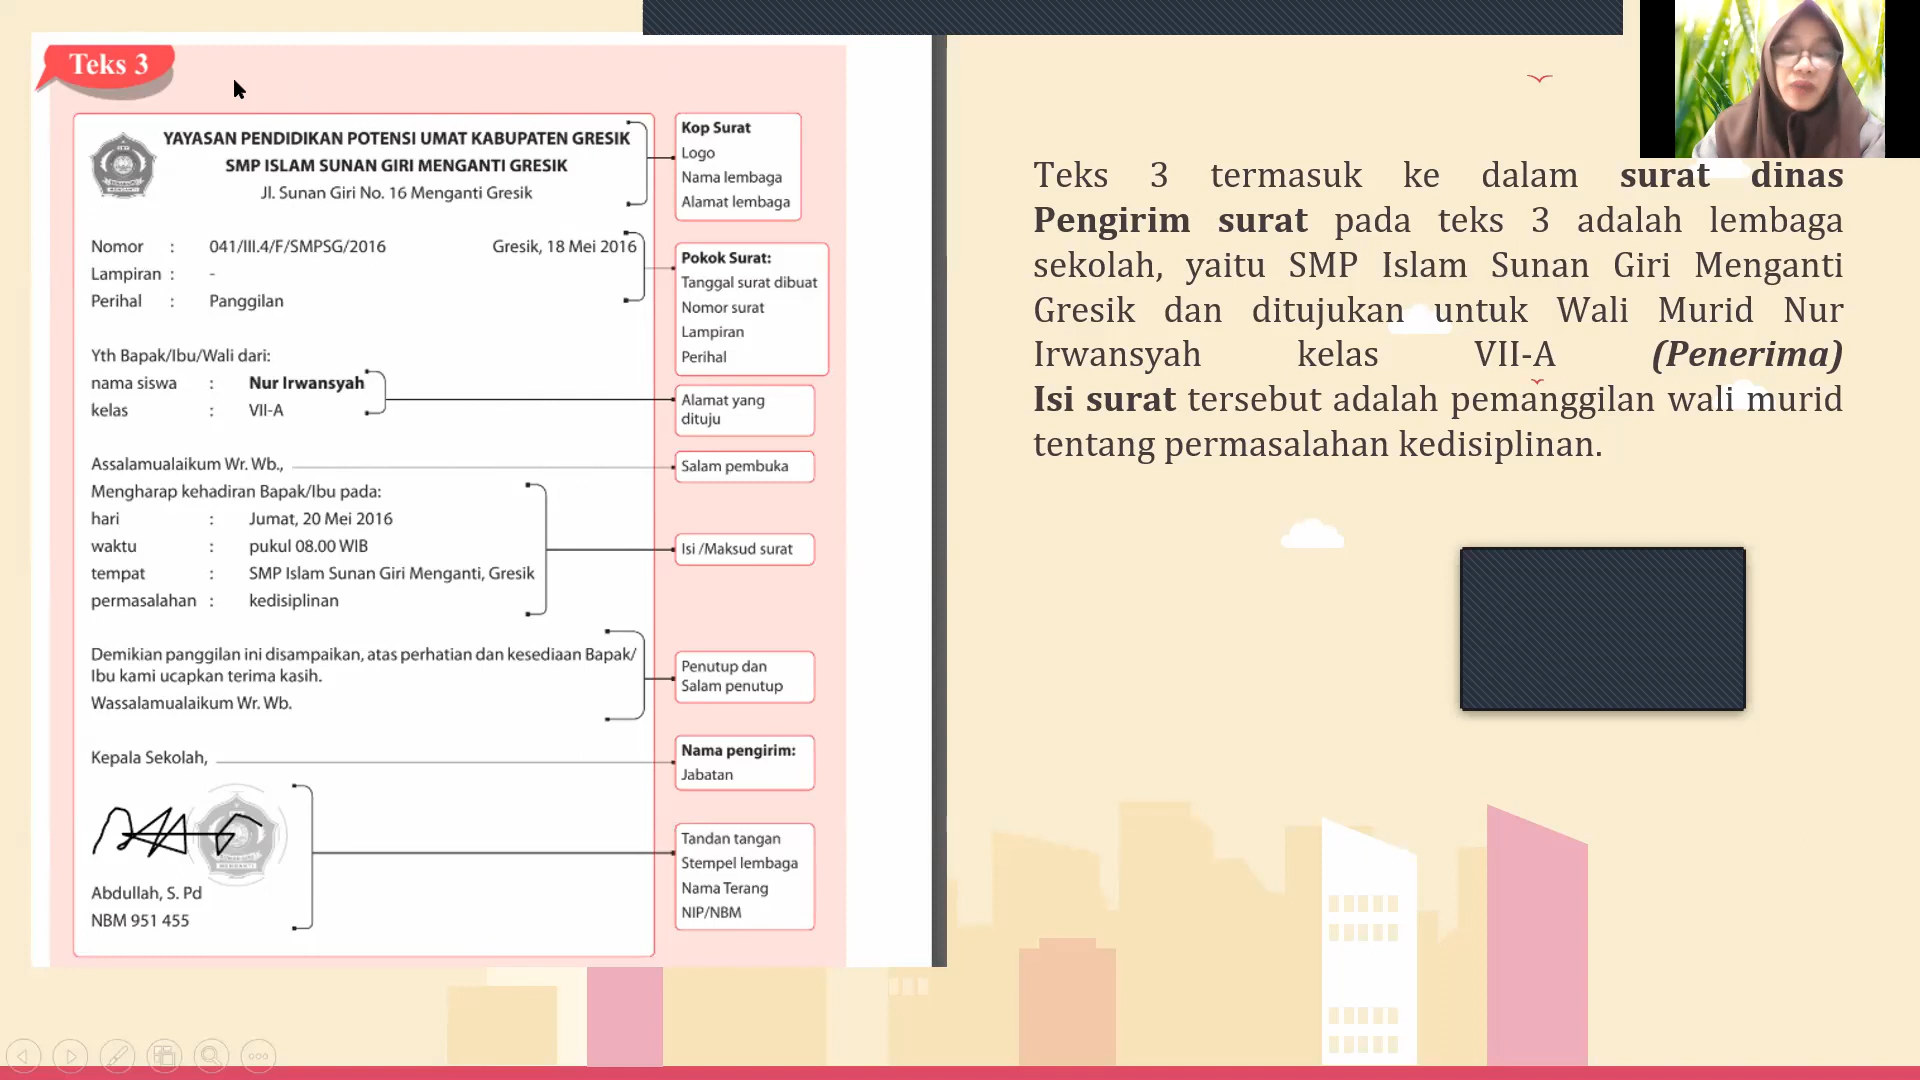 Teks 3
YAYASAN PENDIDIKAN POTENSI UMAT KABUPATEN GRESIK
SMP ISLAM SUNAN GIRI MENGANTI GRESIK
Jl. Sunan Giri No. 16 Menganti Gresik
Nomor : 041/III.4/F/SMPSG/2016 Gresik, 18 Mei 2016
Lampiran : -
Perihal : Panggilan
Yth Bapak/Ibu/Wali dari:
nama siswa : Nur Irwansyah
kelas : VII-A
Assalamualaikum Wr. Wb.,
Mengharap kehadiran Bapak/Ibu pada:
hari : Jumat, 20 Mei 2016
waktu : pukul 08.00 WIB
tempat : SMP Islam Sunan Giri Menganti, Gresik
permasalahan : kedisiplinan
Demikian panggilan ini disampaikan, atas perhatian dan kesediaan Bapak/
Ibu kami ucapkan terima kasih.
Wassalamualaikum Wr. Wb.
Kepala Sekolah,
Abdullah, S. Pd
NBM 951 455
Kop Surat
Logo
Nama lembaga
Alamat lembaga
Pokok Surat:
Tanggal surat dibuat
Nomor surat
Lampiran
Perihal
Alamat yang
dituju
Salam pembuka
Isi /Maksud surat
Penutup dan
Salam penutup
Nama pengirim:
Jabatan
Tandan tangan
Stempel lembaga
Nama Terang
NIP/NBM
Teks 3 termasuk ke dalam surat dinas
Pengirim surat pada teks 3 adalah lembaga
sekolah, yaitu SMP Islam Sunan Giri Menganti
Gresik dan ditujukan untuk Wali Murid Nur
Irwansyah kelas VII-A (Penerima)
Isi surat tersebut adalah pemanggilan wali murid
tentang permasalahan kedisiplinan.